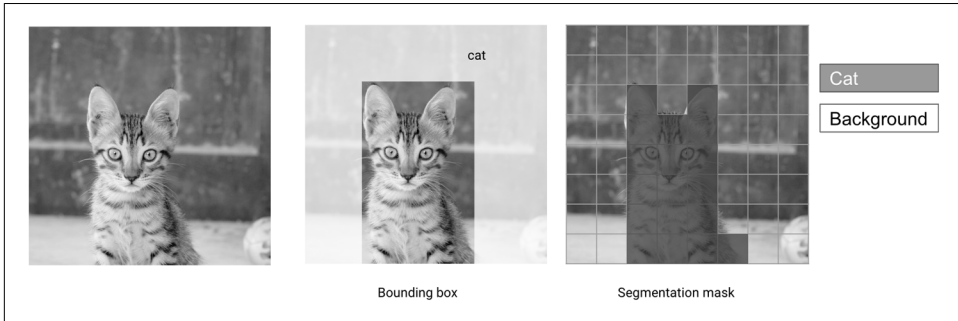 cat
Cat
Background
Bounding box
Segmentation mask